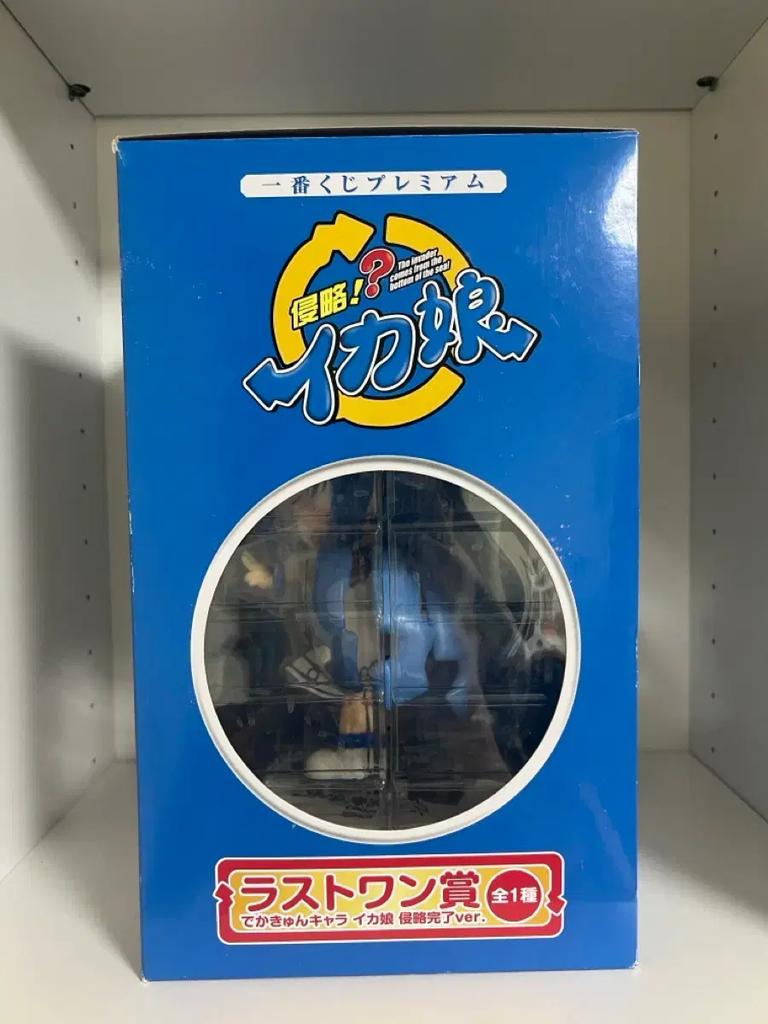 一番くじプレミアム
侵略!?
The invader
comes from the
bottom of the sea!
イカ娘
ラストワン賞
全1種
でかきゅんキャラ イカ娘 侵略完了ver.